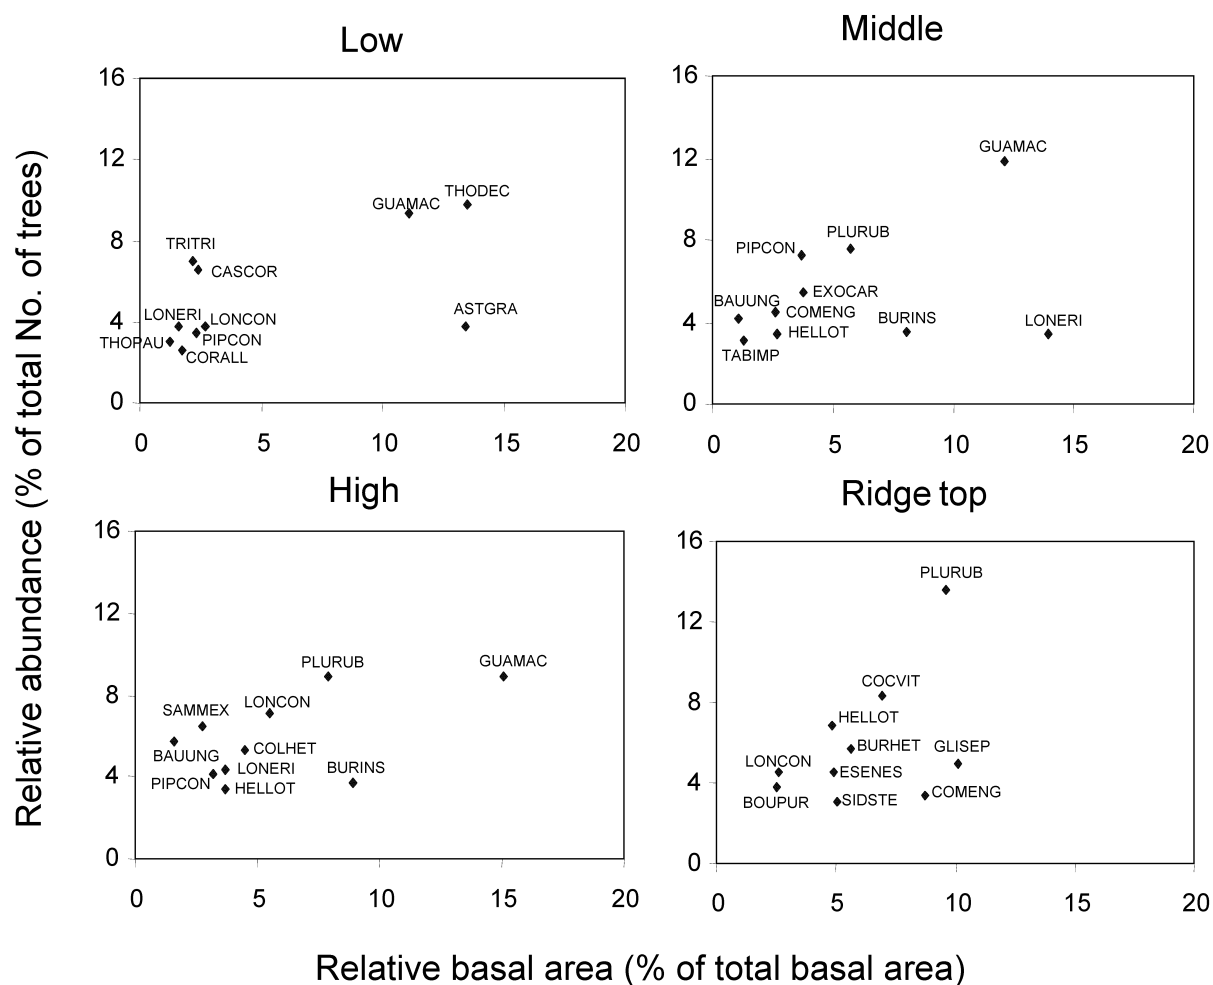 Low
Middle
Relative abundance (% of total No. of trees)
16
12
8
4
0
THODEC
GUAMAC
TRITRI
CASCOR
ASTGRA
LONERI
LONCON
THOPAU
PIPCON
CORALL
0 5 10 15 20
16
12
8
4
0
GUAMAC
PLURUB
PIPCON
EXOCAR
BAUUNG
COMENG
BURINS
LONERI
HELLOT
TABIMP
0 5 10 15 20
High
Ridge top
16
12
8
4
0
PLURUB
GUAMAC
LONCON
SAMMEX
COLHET
BAUUNG
LONERI
BURINS
PIPCON
HELLOT
0 5 10 15 20
16
12
8
4
0
PLURUB
COCVIT
HELLOT
BURHET
GLISEP
LONCON
ESENES
COMENG
BOUPUR
SIDSTE
0 5 10 15 20
Relative basal area (% of total basal area)